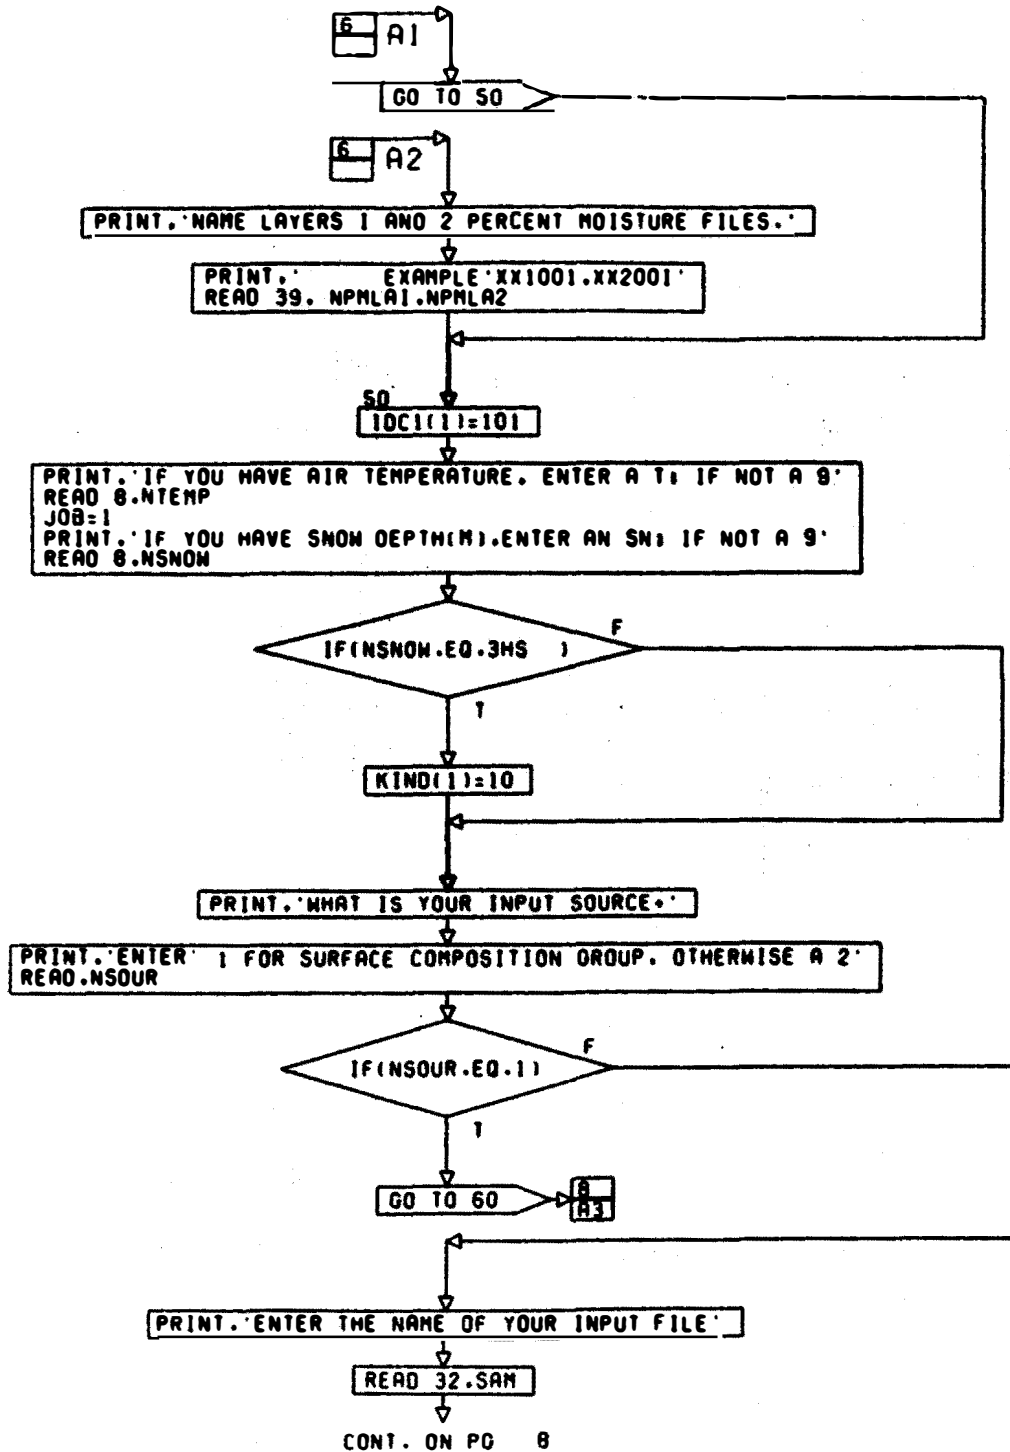 6 A1
GO TO 50
6 A2
PRINT,'NAME LAYERS 1 AND 2 PERCENT MOISTURE FILES.'
PRINT,' EXAMPLE'XX1001,XX2001'
READ 39, NPMLA1,NPMLA2
50
IDC1(1)=101
PRINT,'IF YOU HAVE AIR TEMPERATURE, ENTER A T; IF NOT A 9'
READ 8,NTEMP
JOB=1
PRINT,'IF YOU HAVE SNOW DEPTH(M),ENTER AN SN; IF NOT A 9'
READ 8,NSNOW
F
IF(NSNOW.EQ.3HS )
T
KIND(1)=10
PRINT,'WHAT IS YOUR INPUT SOURCE+'
PRINT,'ENTER' 1 FOR SURFACE COMPOSITION GROUP, OTHERWISE A 2'
READ,NSOUR
F
IF(NSOUR.EQ.1)
T
GO TO 60
8
A3
PRINT,'ENTER THE NAME OF YOUR INPUT FILE'
READ 32,SAM
CONT. ON PG 8